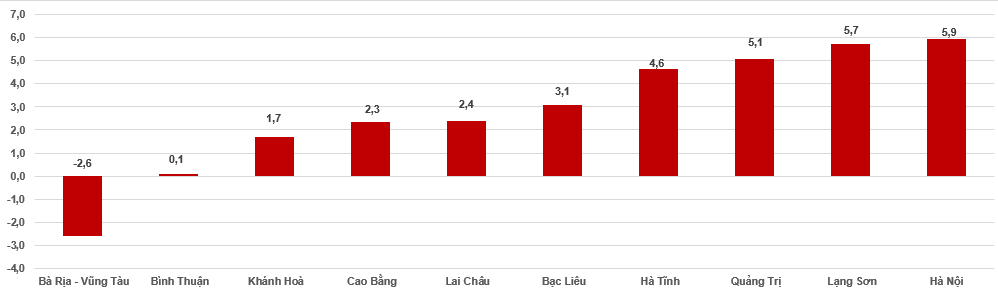 7,0
6,0
5,0
4,0
3,0
2,0
1,0
0,0
-1,0
-2,0
-3,0
-4,0
-2,6
0,1
1,7
2,3
2,4
3,1
4,6
5,1
5,7
5,9
Bà Rịa - Vũng Tàu
Bình Thuận
Khánh Hoà
Cao Bằng
Lai Châu
Bạc Liêu
Hà Tĩnh
Quảng Trị
Lạng Sơn
Hà Nội